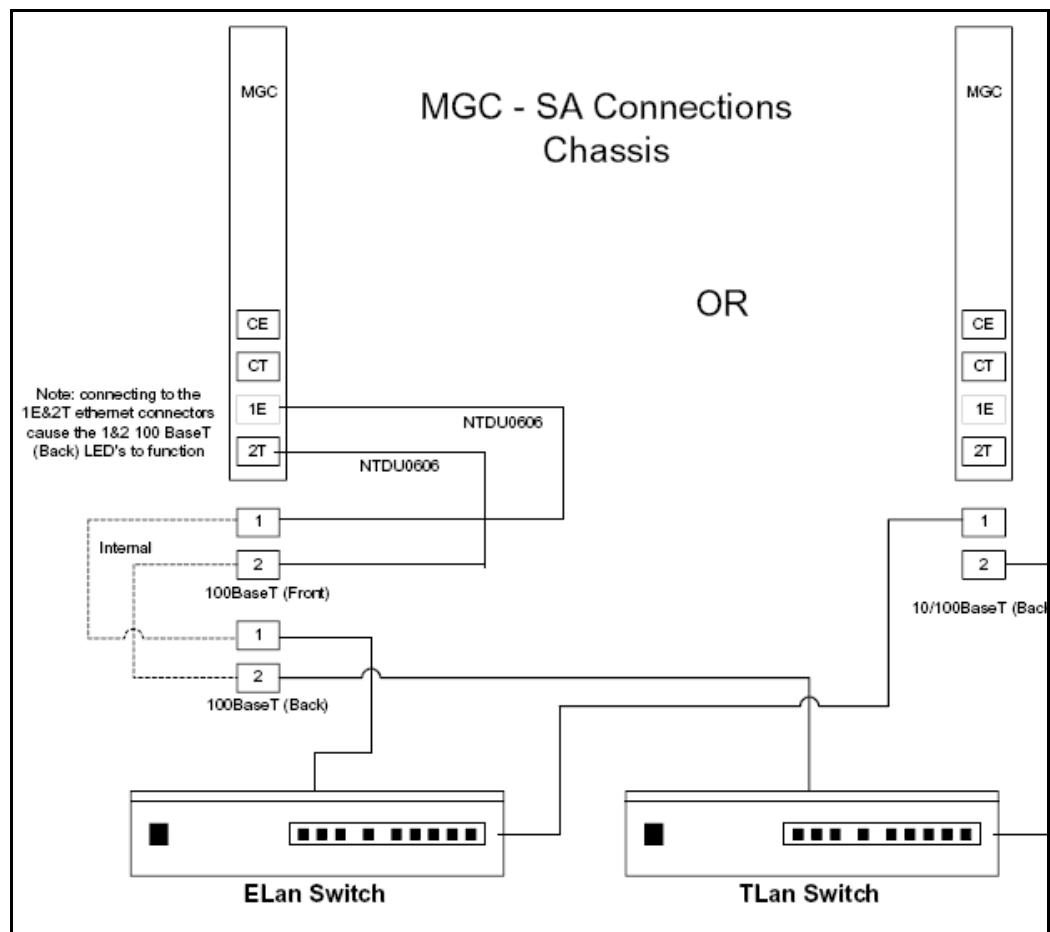 MGC
MGC
MGC - SA Connections
Chassis
OR
CE
CT
1E
2T
CE
CT
1E
2T
Note: connecting to the
1E&2T ethernet connectors
cause the 1&2 100 BaseT
(Back) LED's to function
NTDU0606
NTDU0606
1
Internal
2
100BaseT (Front)
1
2
100BaseT (Back)
1
2
10/100BaseT (Back
ELan Switch
TLan Switch